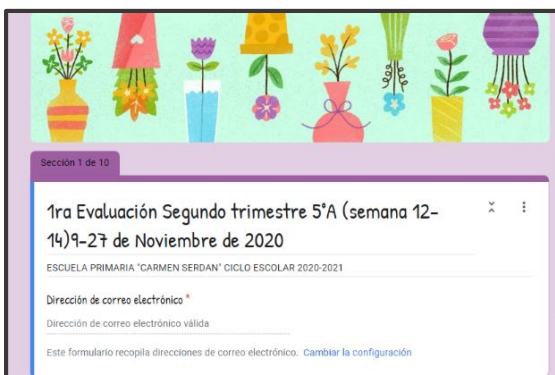 Sección 1 de 10
1ra Evaluación Segundo trimestre 5°A (semana 12-
14)9-27 de Noviembre de 2020
ESCUELA PRIMARIA "CARMEN SERDAN" CICLO ESCOLAR 2020-2021
Dirección de correo electrónico *
Dirección de correo electrónico válida
Este formulario recopila direcciones de correo electrónico. Cambiar la configuración